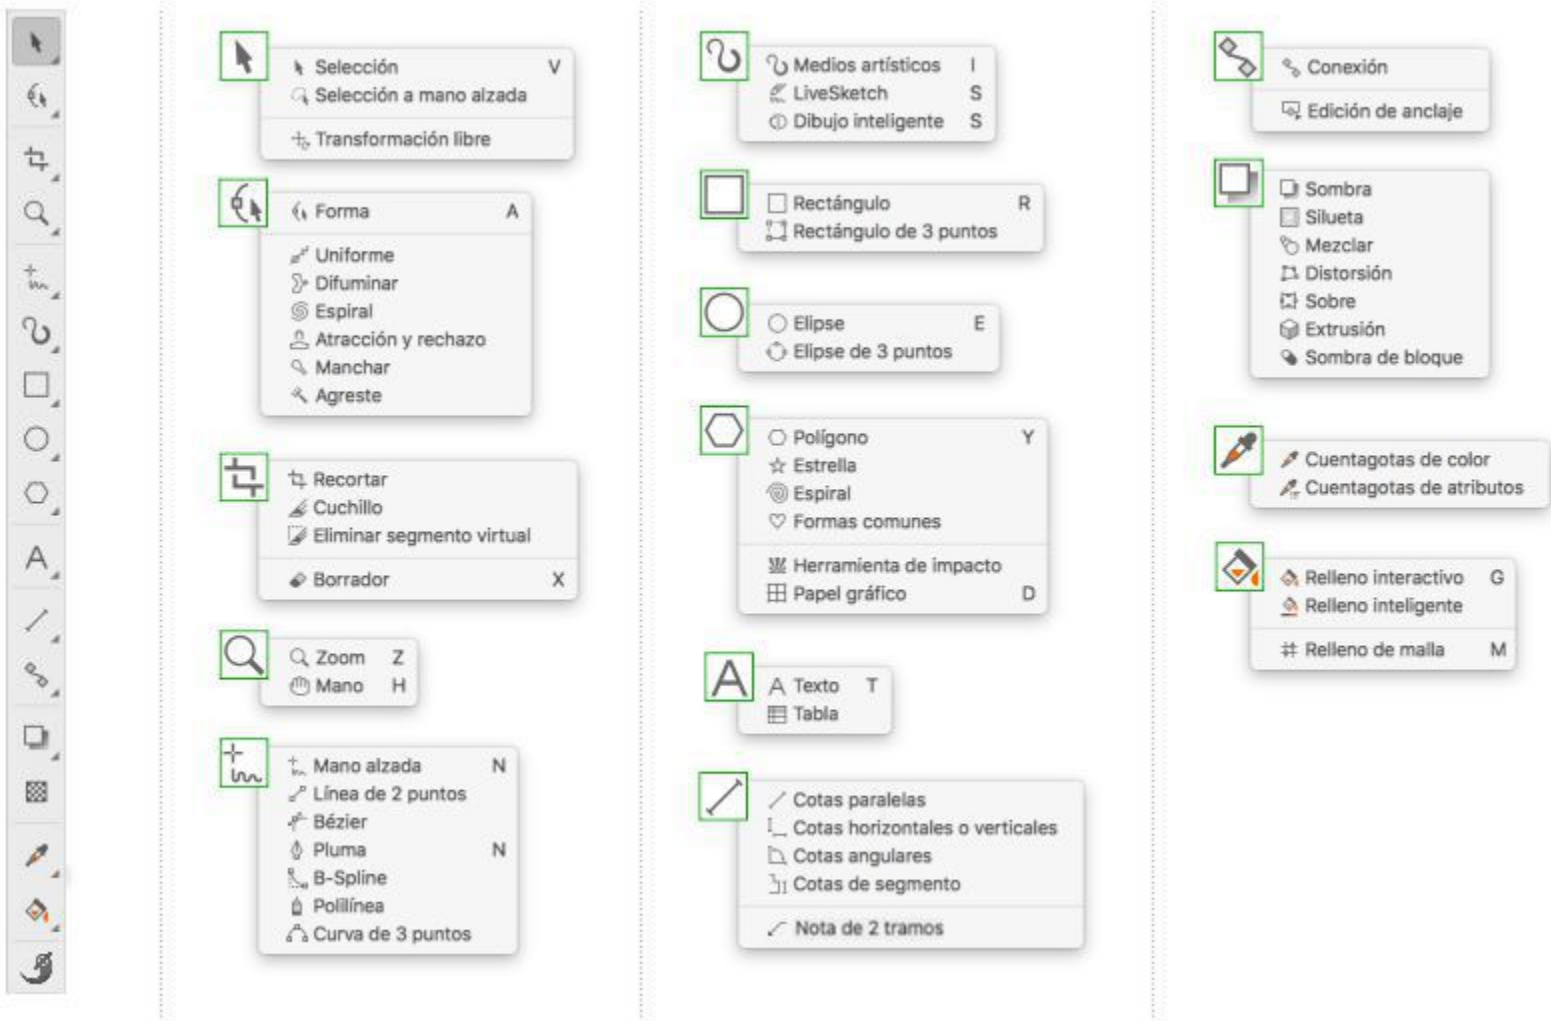 Selección V
Selección a mano alzada
Transformación libre
Forma A
Uniforme
Difuminar
Espiral
Atracción y rechazo
Manchar
Agreste
Recortar
Cuchillo
Eliminar segmento virtual
Borrador X
Zoom Z
Mano H
Mano alzada N
Línea de 2 puntos
Bézier
Pluma N
B-Spline
Polilínea
Curva de 3 puntos
Medios artísticos I
LiveSketch S
Dibujo inteligente S
Rectángulo R
Rectángulo de 3 puntos
Elipse E
Elipse de 3 puntos
Polígono Y
Estrella
Espiral
Formas comunes
Herramienta de impacto
Papel gráfico D
Texto T
Tabla
Cotas paralelas
Cotas horizontales o verticales
Cotas angulares
Cotas de segmento
Nota de 2 tramos
Conexión
Edición de anclaje
Sombra
Silueta
Mezclar
Distorsión
Sobre
Extrusión
Sombra de bloque
Cuentagotas de color
Cuentagotas de atributos
Relleno interactivo G
Relleno inteligente
Relleno de malla M